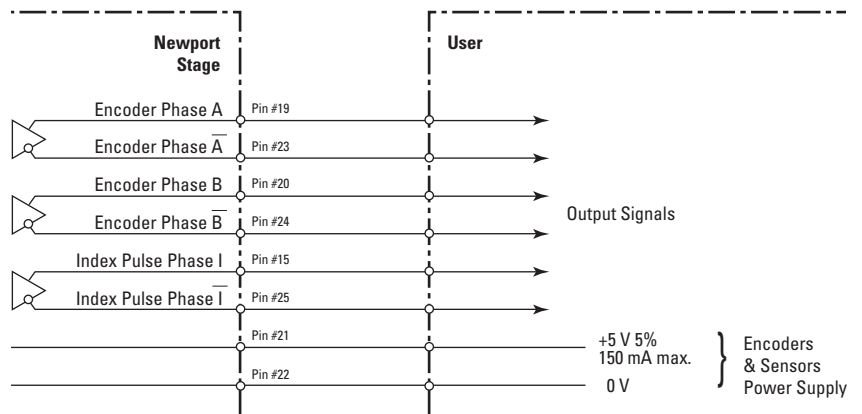 Newport
Stage
User
Encoder Phase A Pin #19
Encoder Phase A̅ Pin #23
Encoder Phase B Pin #20
Encoder Phase B̅ Pin #24
Output Signals
Index Pulse Phase I Pin #15
Index Pulse Phase I̅ Pin #25
Pin #21
+5 V 5%
150 mA max.
Pin #22
0 V
}
Encoders
& Sensors
Power Supply